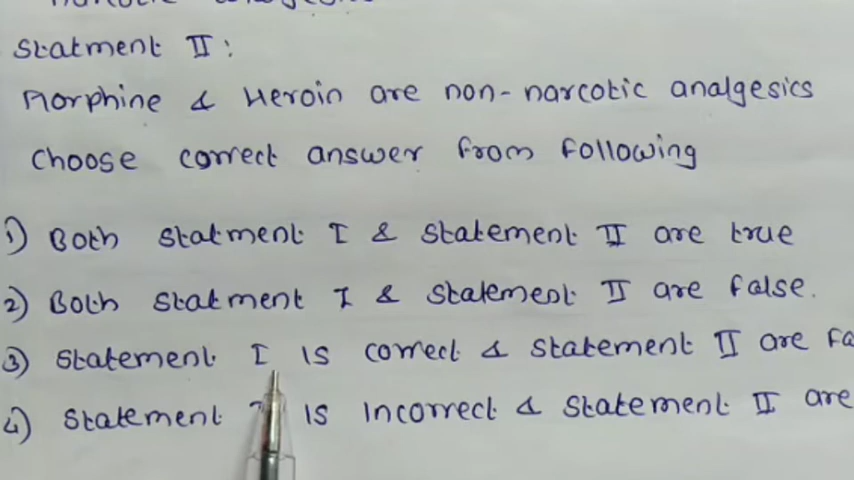 Statment II:
Morphine & Heroin are non-narcotic analgesics
Choose correct answer from following
1) Both statment I & statement II are true
2) Both statment I & statement II are false.
3) statement I is correct & statement II are fa
4) statement is incorrect & statement II are